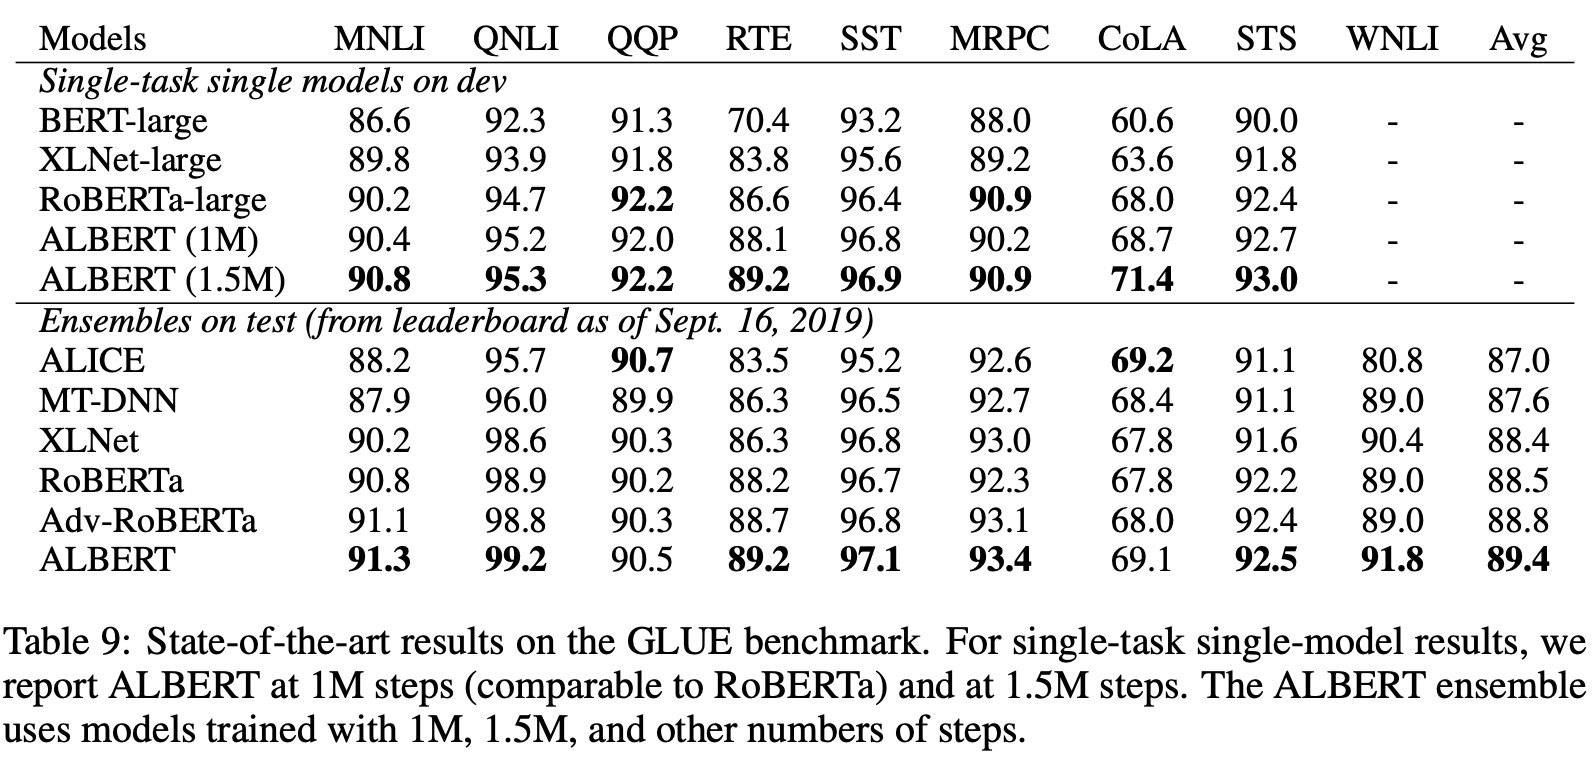 Models MNLI QNLI QQP RTE SST MRPC CoLA STS WNLI Avg
Single-task single models on dev
BERT-large 86.6 92.3 91.3 70.4 93.2 88.0 60.6 90.0 - -
XLNet-large 89.8 93.9 91.8 83.8 95.6 89.2 63.6 91.8 - -
RoBERTa-large 90.2 94.7 92.2 86.6 96.4 90.9 68.0 92.4 - -
ALBERT (1M) 90.4 95.2 92.0 88.1 96.8 90.2 68.7 92.7 - -
ALBERT (1.5M) 90.8 95.3 92.2 89.2 96.9 90.9 71.4 93.0 - -
Ensembles on test (from leaderboard as of Sept. 16, 2019)
ALICE 88.2 95.7 90.7 83.5 95.2 92.6 69.2 91.1 80.8 87.0
MT-DNN 87.9 96.0 89.9 86.3 96.5 92.7 68.4 91.1 89.0 87.6
XLNet 90.2 98.6 90.3 86.3 96.8 93.0 67.8 91.6 90.4 88.4
RoBERTa 90.8 98.9 90.2 88.2 96.7 92.3 67.8 92.2 89.0 88.5
Adv-RoBERTa 91.1 98.8 90.3 88.7 96.8 93.1 68.0 92.4 89.0 88.8
ALBERT 91.3 99.2 90.5 89.2 97.1 93.4 69.1 92.5 91.8 89.4
Table 9: State-of-the-art results on the GLUE benchmark. For single-task single-model results, we
report ALBERT at 1M steps (comparable to RoBERTa) and at 1.5M steps. The ALBERT ensemble
uses models trained with 1M, 1.5M, and other numbers of steps.